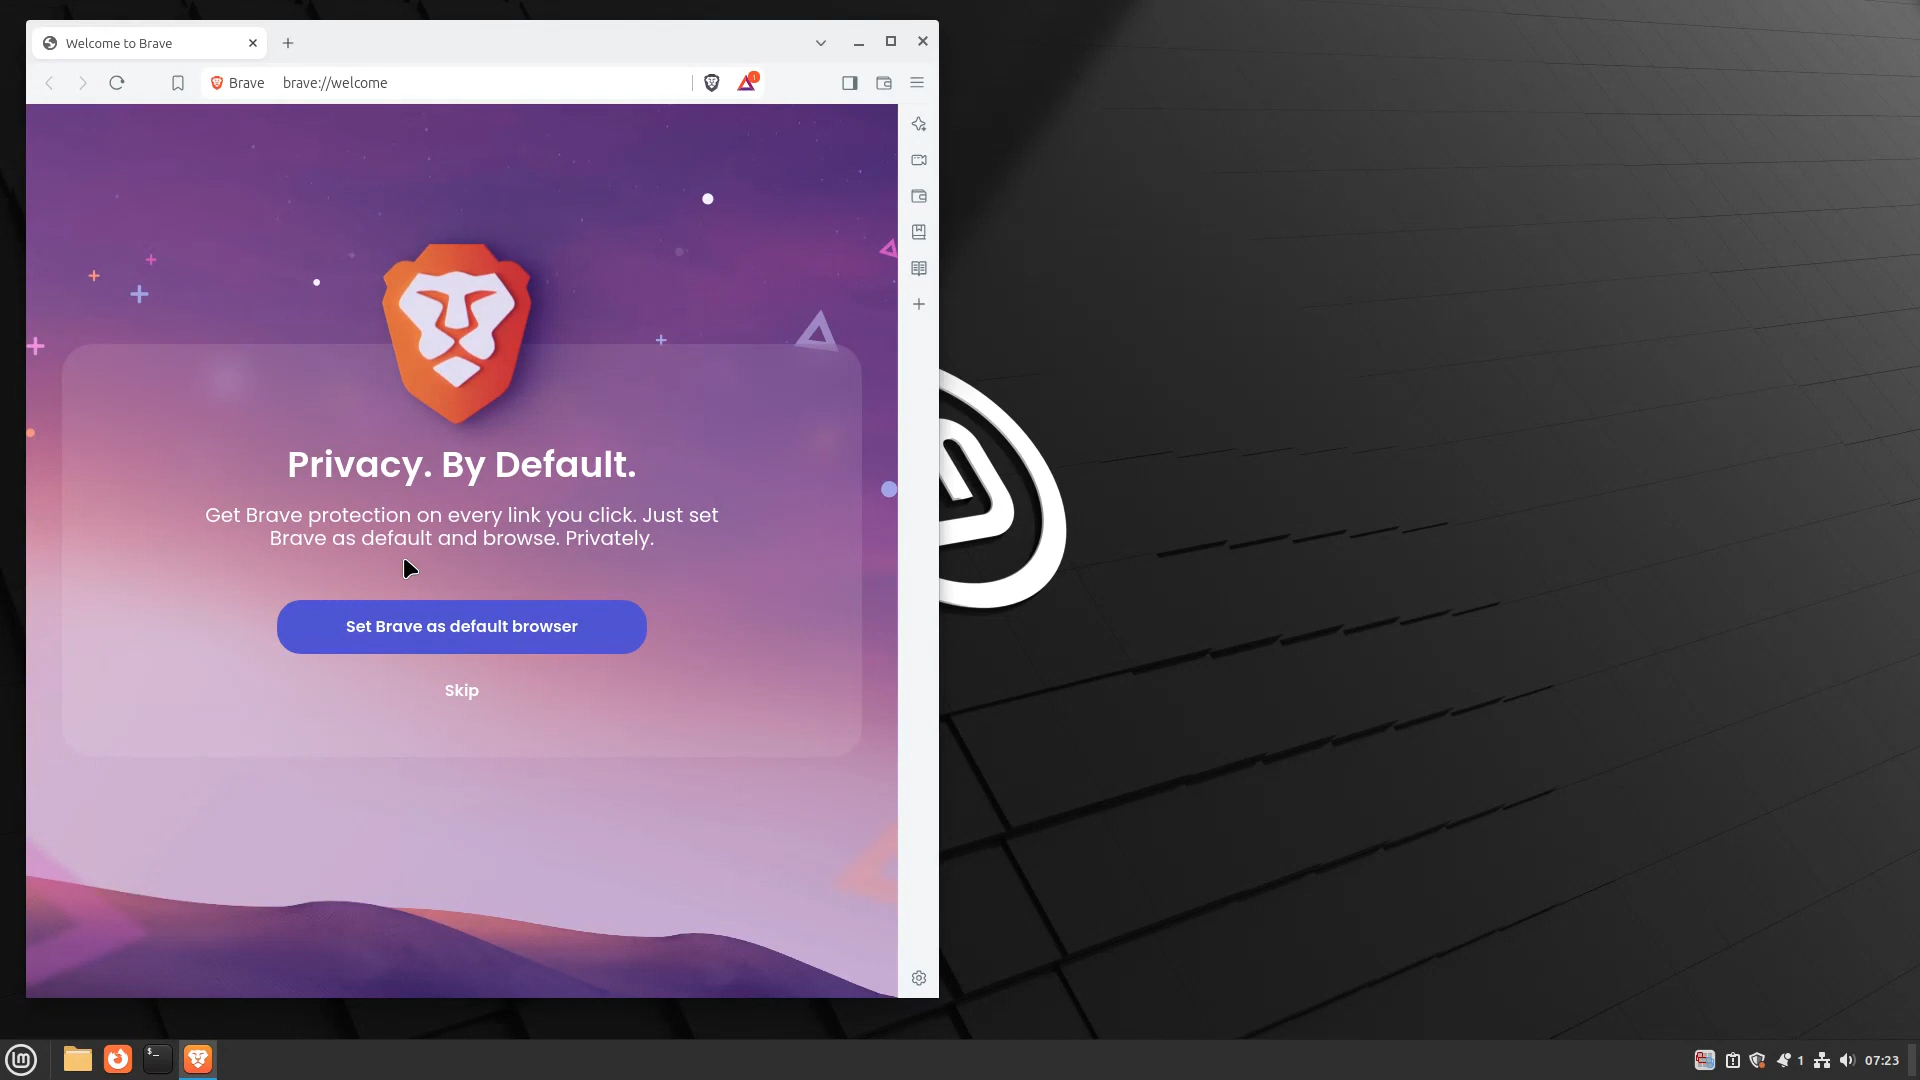 Welcome to Brave
Brave
brave://welcome
1
Privacy. By Default.
Get Brave protection on every link you click. Just set
Brave as default and browse. Privately.
Set Brave as default browser
Skip
$_
1
07:23